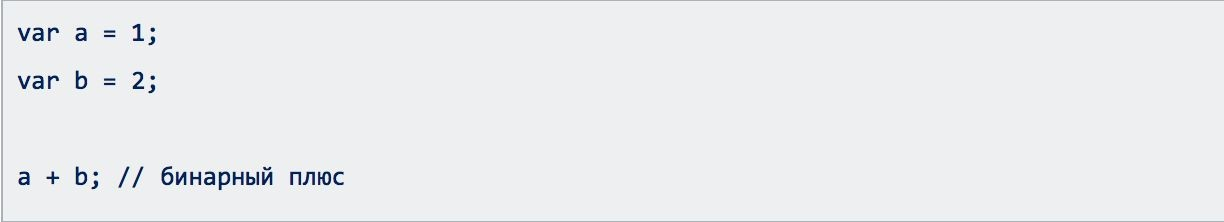 var a = 1;
var b = 2;
a + b; // бинарный плюс